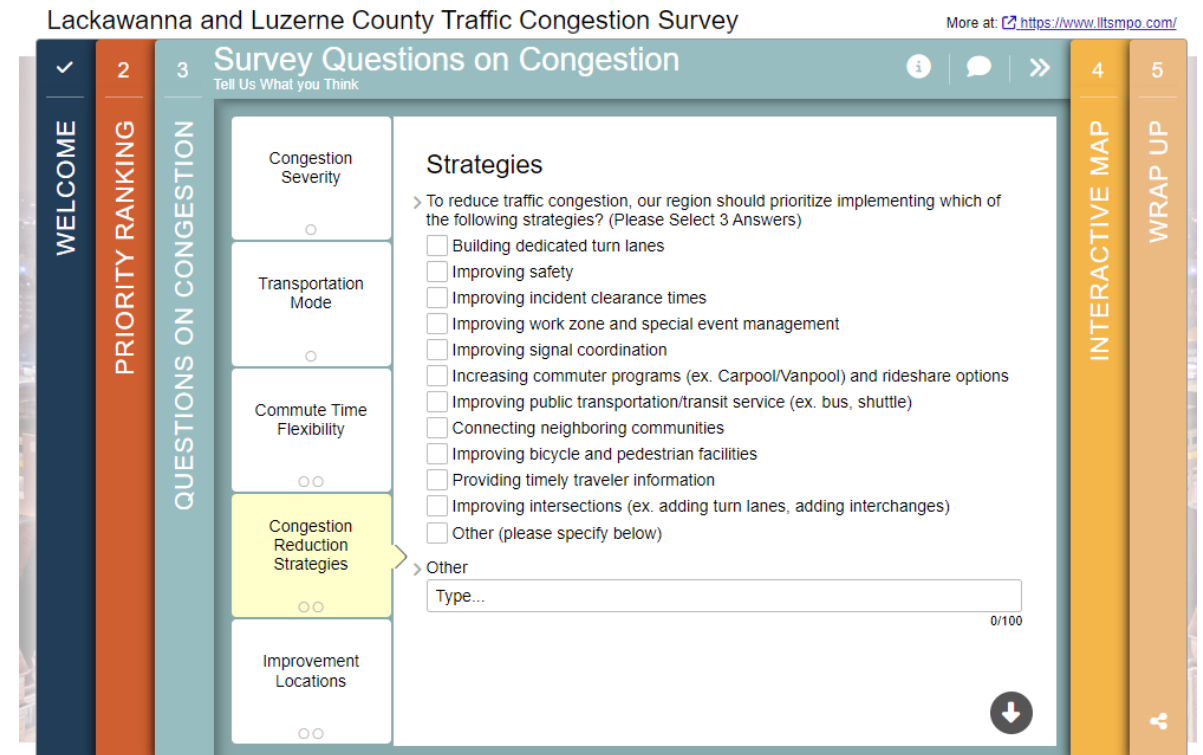 Lackawanna and Luzerne County Traffic Congestion Survey
More at: https://www.lltsmpo.com/
WELCOME
2
PRIORITY RANKING
3
QUESTIONS ON CONGESTION
Survey Questions on Congestion
Tell Us What you Think
Congestion
Severity
Transportation
Mode
Commute Time
Flexibility
Congestion
Reduction
Strategies
Improvement
Locations
Strategies
To reduce traffic congestion, our region should prioritize implementing which of
the following strategies? (Please Select 3 Answers)
Building dedicated turn lanes
Improving safety
Improving incident clearance times
Improving work zone and special event management
Improving signal coordination
Increasing commuter programs (ex. Carpool/Vanpool) and rideshare options
Improving public transportation/transit service (ex. bus, shuttle)
Connecting neighboring communities
Improving bicycle and pedestrian facilities
Providing timely traveler information
Improving intersections (ex. adding turn lanes, adding interchanges)
Other (please specify below)
Other
Type...
0/100
4
INTERACTIVE MAP
5
WRAP UP